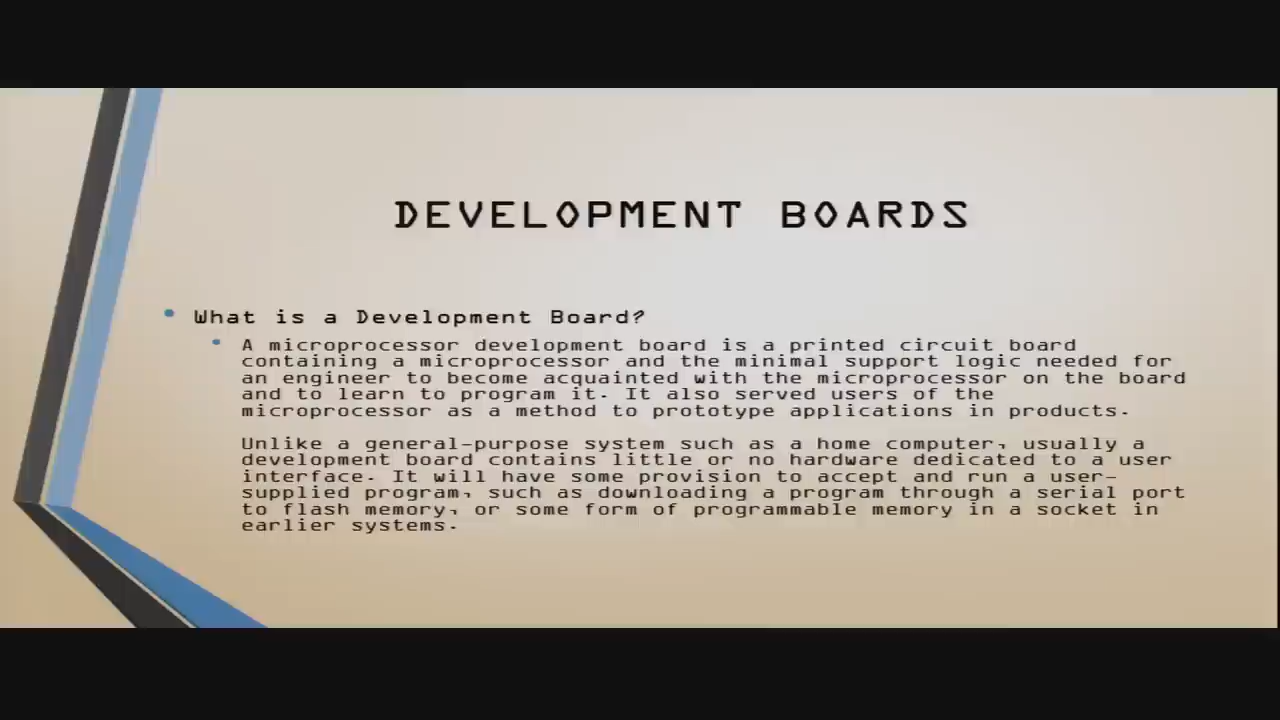 DEVELOPMENT BOARDS
What is a Development Board?
A microprocessor development board is a printed circuit board
containing a microprocessor and the minimal support logic needed for
an engineer to become acquainted with the microprocessor on the board
and to learn to program it. It also served users of the
microprocessor as a method to prototype applications in products.
Unlike a general-purpose system such as a home computer, usually a
development board contains little or no hardware dedicated to a user
interface. It will have some provision to accept and run a user-
supplied program, such as downloading a program through a serial port
to flash memory, or some form of programmable memory in a socket in
earlier systems.